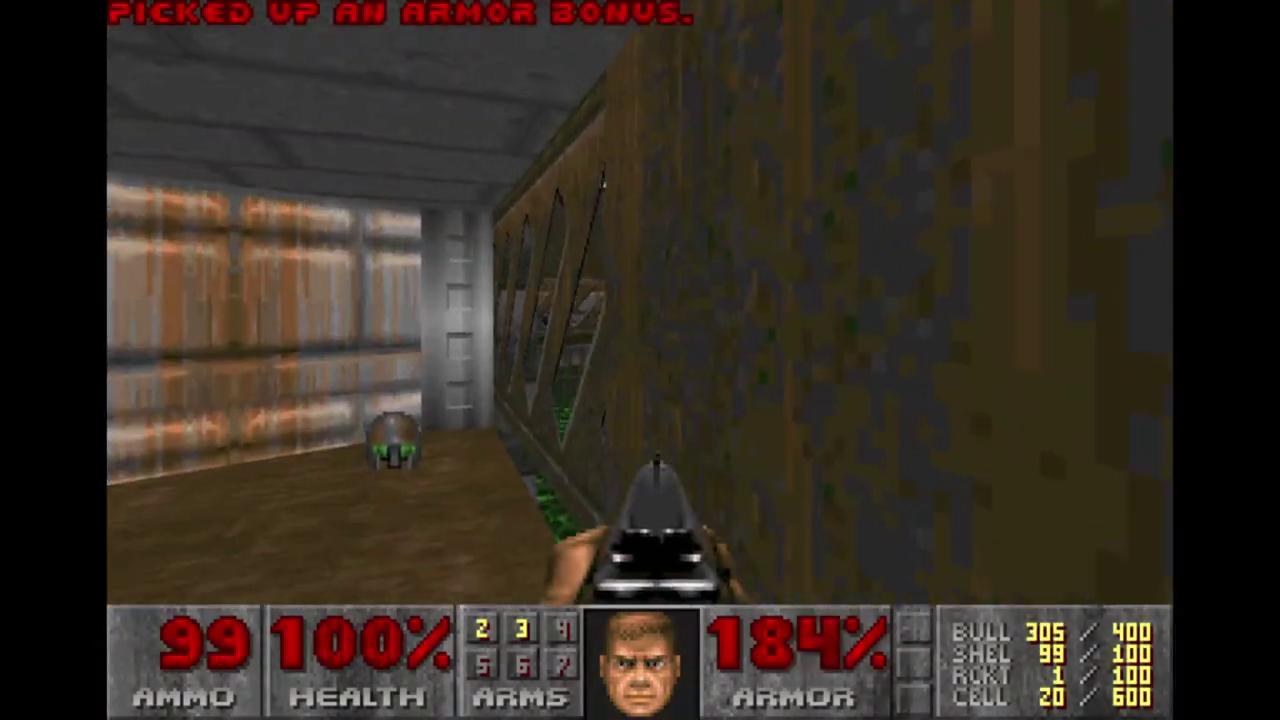 PICKED UP AN ARMOR BONUS.
99 100% 2 3 4 184% BULL 305 / 400
5 6 7 SHEL 99 / 100
RCKT 1 / 100
AMMO HEALTH ARMS ARMOR CELL 20 / 600